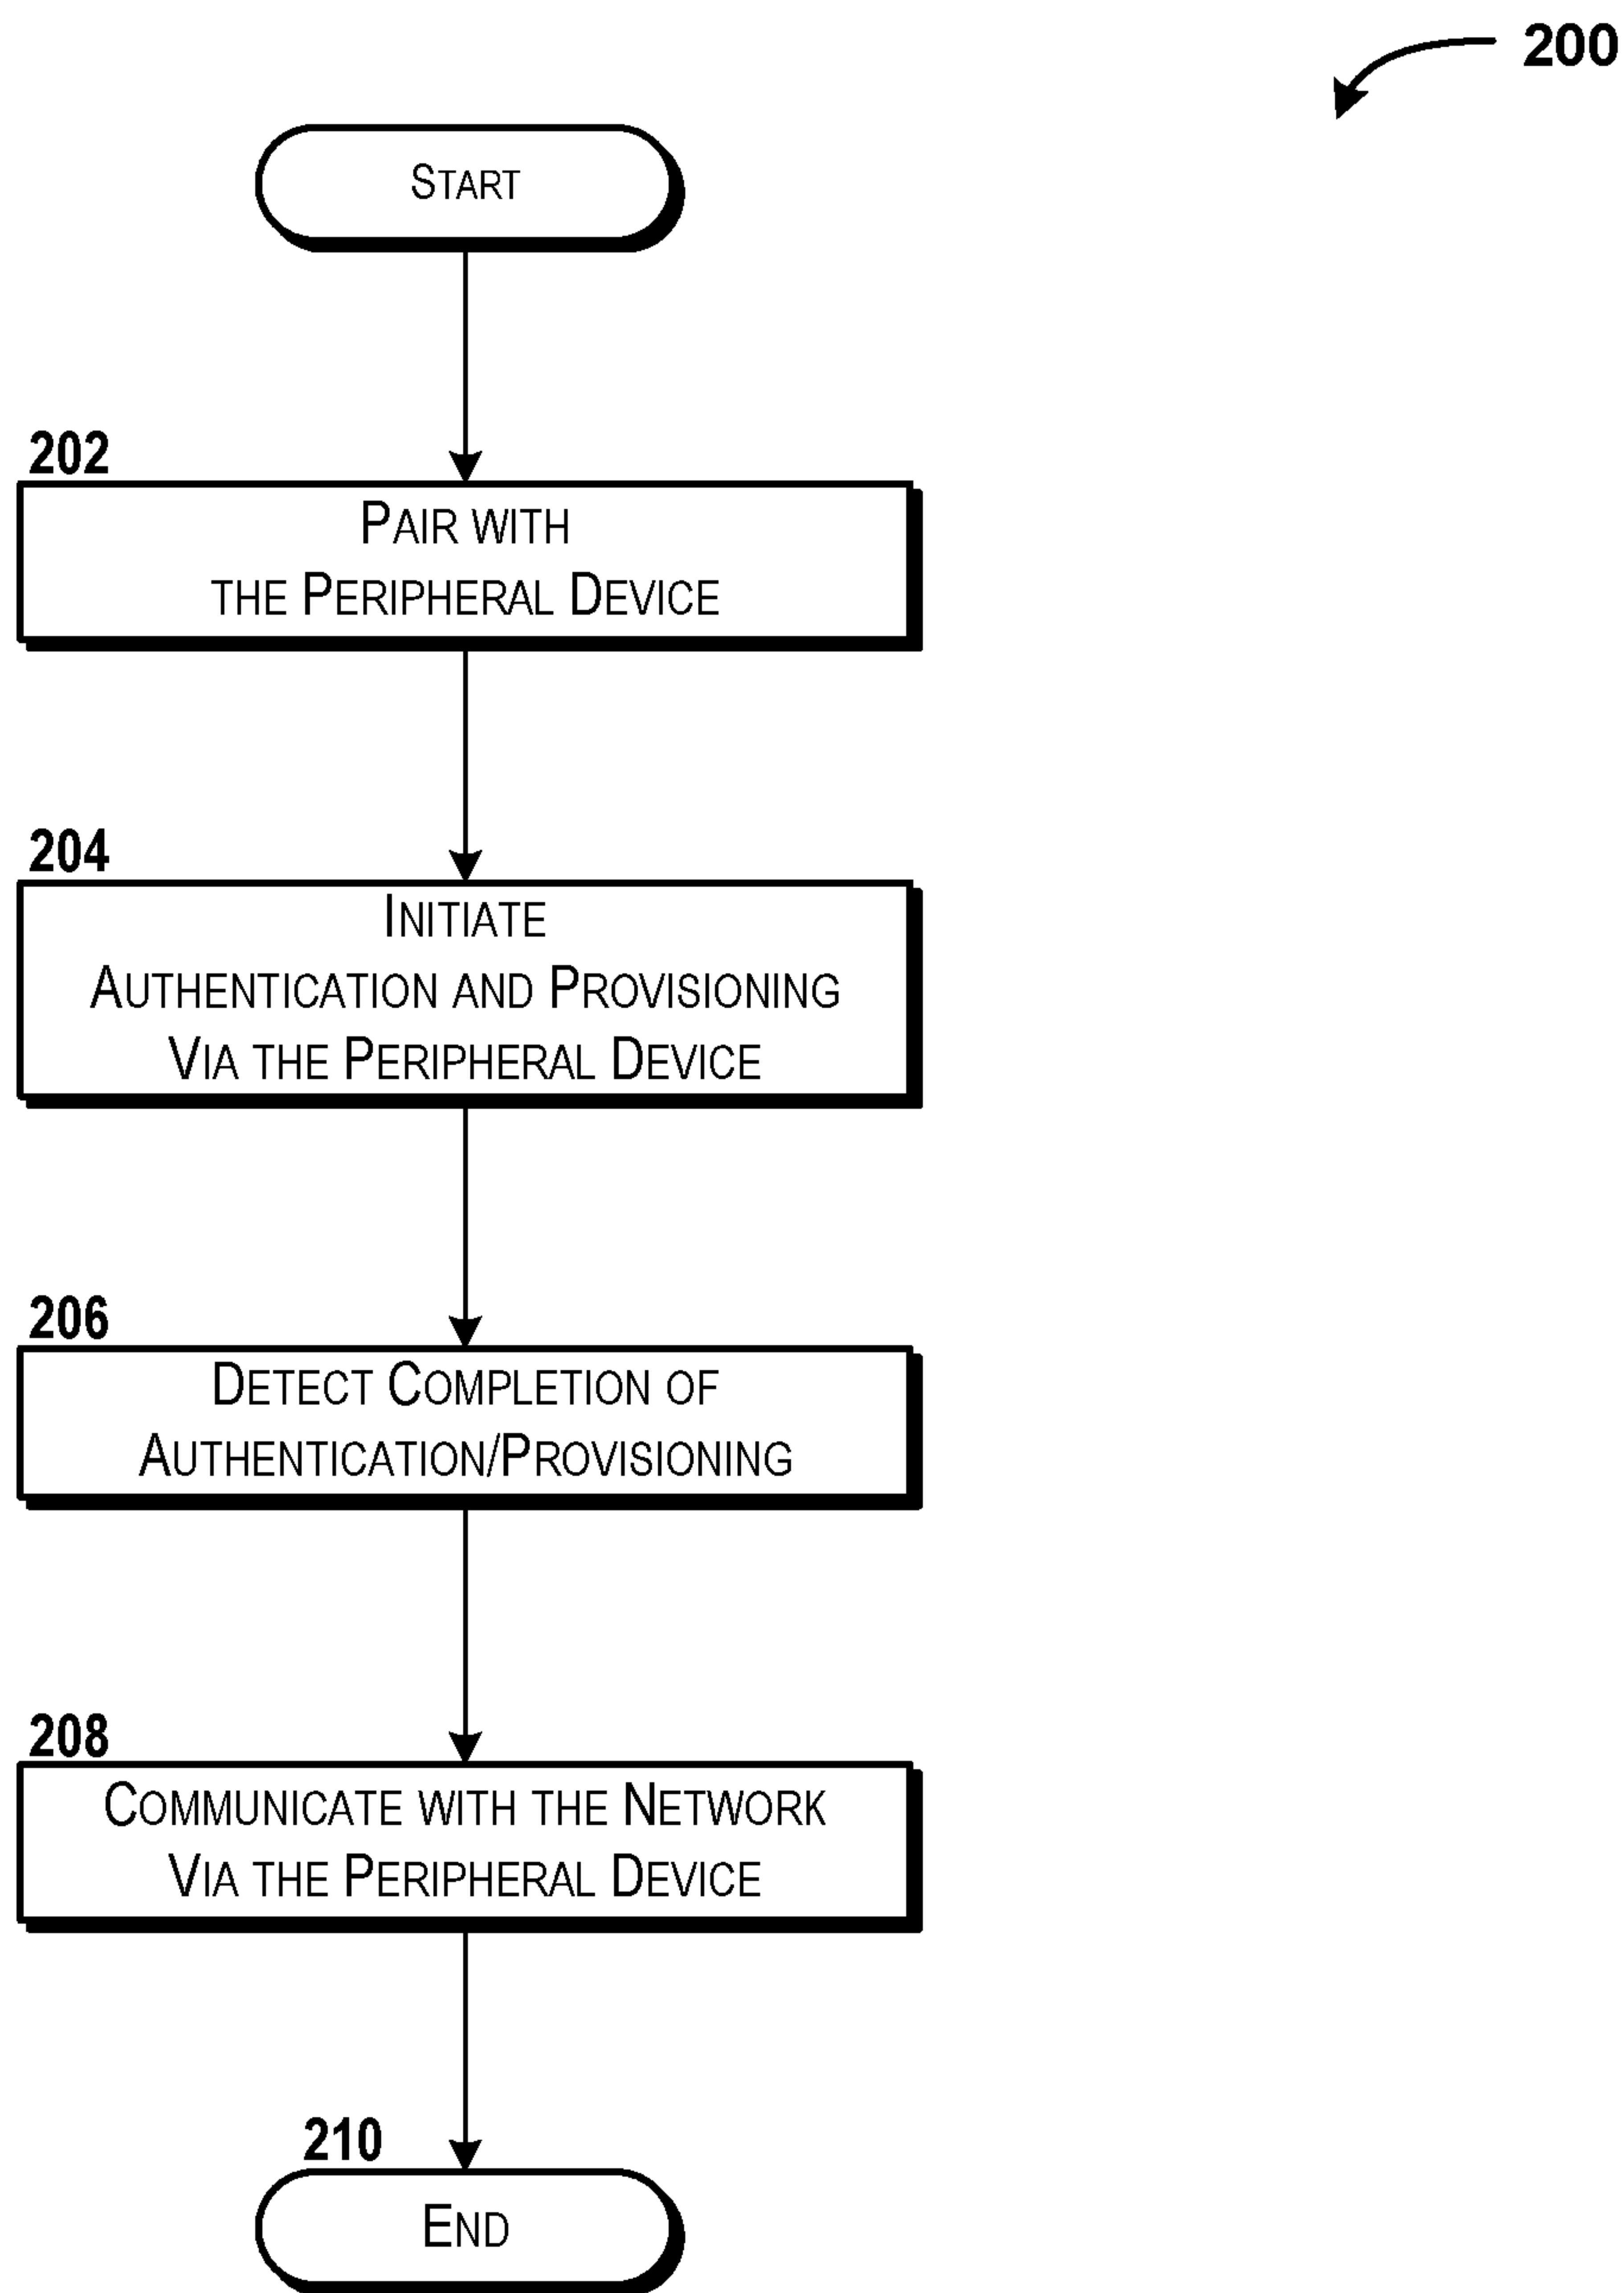 200
START
202
PAIR WITH
THE PERIPHERAL DEVICE
204
INITIATE
AUTHENTICATION AND PROVISIONING
VIA THE PERIPHERAL DEVICE
206
DETECT COMPLETION OF
AUTHENTICATION/PROVISIONING
208
COMMUNICATE WITH THE NETWORK
VIA THE PERIPHERAL DEVICE
210
END